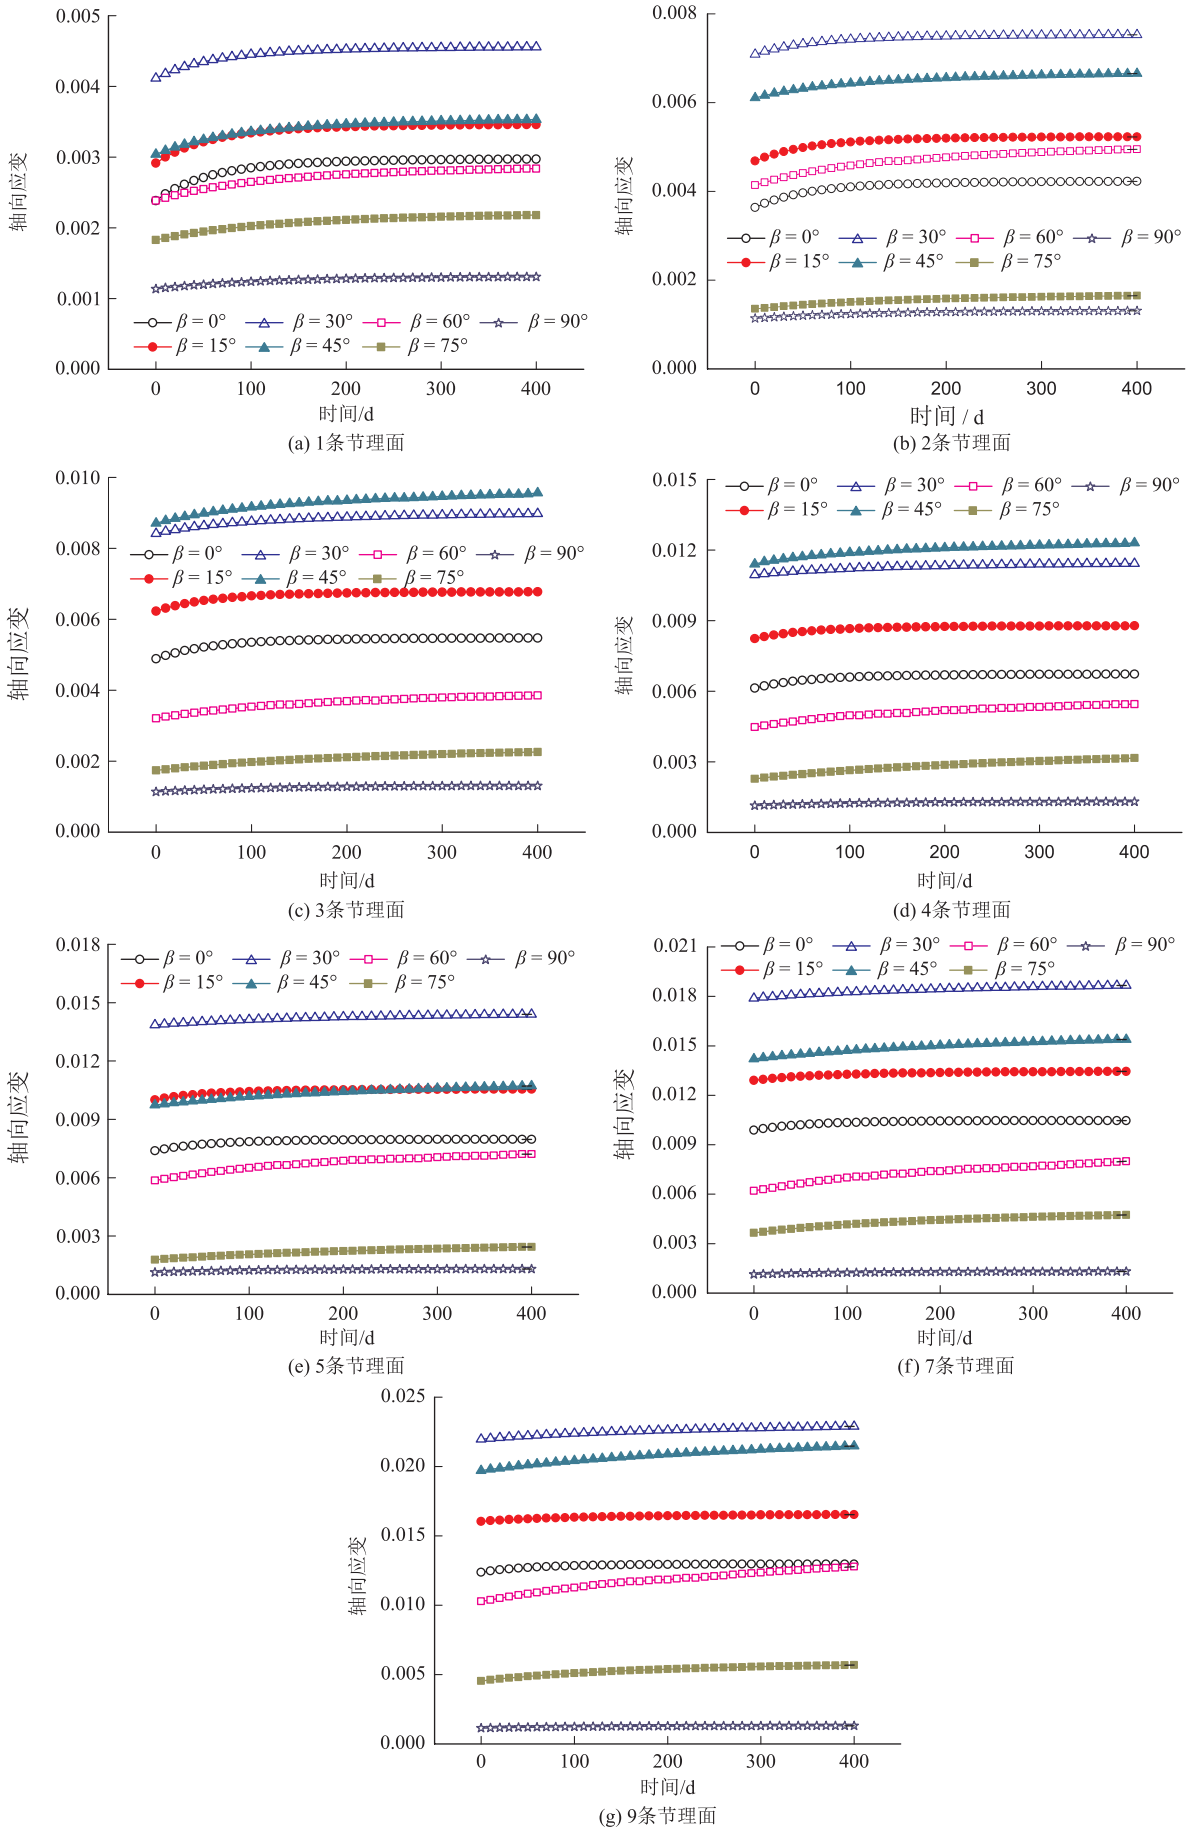 0.005
0.004
0.003
0.002
0.001
0.000
轴向应变
β = 0° β = 30° β = 60° β = 90°
β = 15° β = 45° β = 75°
0 100 200 300 400
时间/d
(a) 1条节理面
0.008
0.006
0.004
0.002
0.000
轴向应变
β = 0° β = 30° β = 60° β = 90°
β = 15° β = 45° β = 75°
0 100 200 300 400
时间 / d
(b) 2条节理面
0.010
0.008
0.006
0.004
0.002
0.000
轴向应变
β = 0° β = 30° β = 60° β = 90°
β = 15° β = 45° β = 75°
0 100 200 300 400
时间/d
(c) 3条节理面
0.015
0.012
0.009
0.006
0.003
0.000
轴向应变
β = 0° β = 30° β = 60° β = 90°
β = 15° β = 45° β = 75°
0 100 200 300 400
时间/d
(d) 4条节理面
0.018
0.015
0.012
0.009
0.006
0.003
0.000
轴向应变
β = 0° β = 30° β = 60° β = 90°
β = 15° β = 45° β = 75°
0 100 200 300 400
时间/d
(e) 5条节理面
0.021
0.018
0.015
0.012
0.009
0.006
0.003
0.000
轴向应变
β = 0° β = 30° β = 60° β = 90°
β = 15° β = 45° β = 75°
0 100 200 300 400
时间/d
(f) 7条节理面
0.025
0.020
0.015
0.010
0.005
0.000
轴向应变
0 100 200 300 400
时间/d
(g) 9条节理面